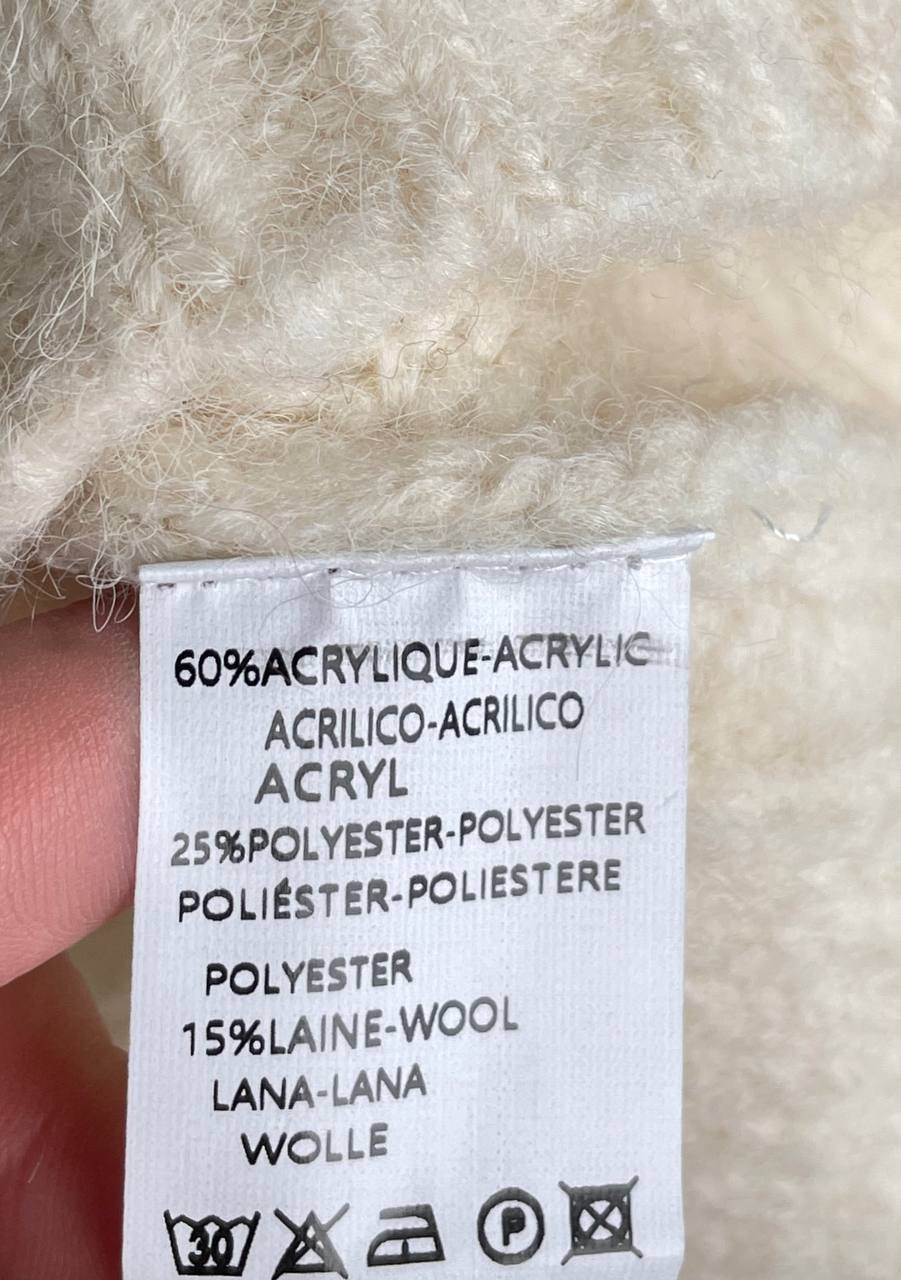 60%ACRYLIQUE-ACRYLIC
ACRILICO-ACRILICO
ACRYL
25%POLYESTER-POLYESTER
POLIÉSTER-POLIESTERE
POLYESTER
15%LAINE-WOOL
LANA-LANA
WOLLE
30 P